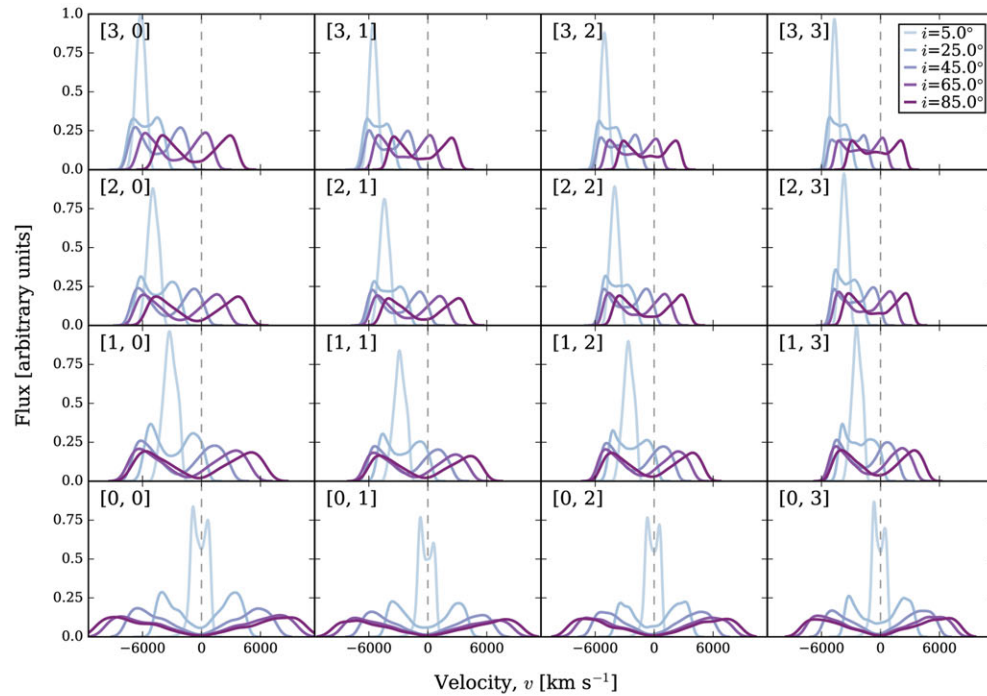 [3, 0] [3, 1] [3, 2] [3, 3]
i=5.0°
i=25.0°
i=45.0°
i=65.0°
i=85.0°
1.0
0.75
0.5
0.25
0.0
[2, 0] [2, 1] [2, 2] [2, 3]
0.75
0.5
0.25
0.0
[1, 0] [1, 1] [1, 2] [1, 3]
0.75
0.5
0.25
0.0
[0, 0] [0, 1] [0, 2] [0, 3]
0.75
0.5
0.25
0.0
Flux [arbitrary units]
−6000 0 6000 −6000 0 6000 −6000 0 6000 −6000 0 6000
Velocity, v [km s⁻¹]